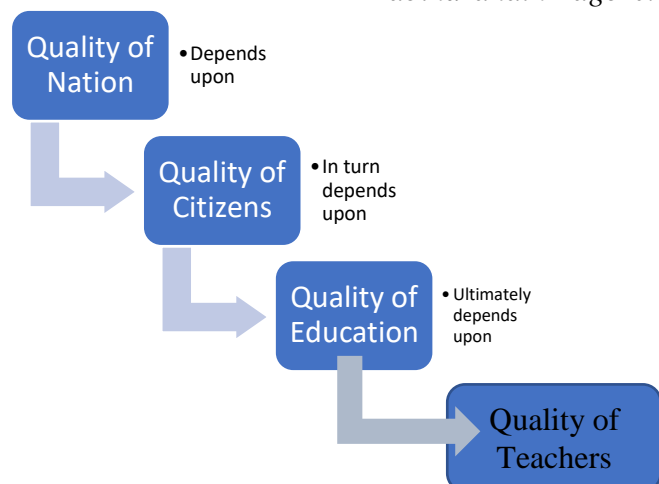 Quality of
Nation
•Depends
upon
Quality of
Citizens
•In turn
depends
upon
Quality of
Education
•Ultimately
depends
upon
Quality of
Teachers